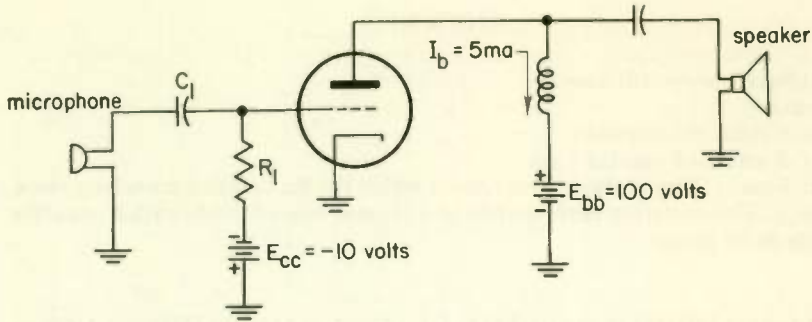 microphone
C1
R1
- +
Ecc = -10 volts
Ib = 5ma
+ -
Ebb = 100 volts
speaker